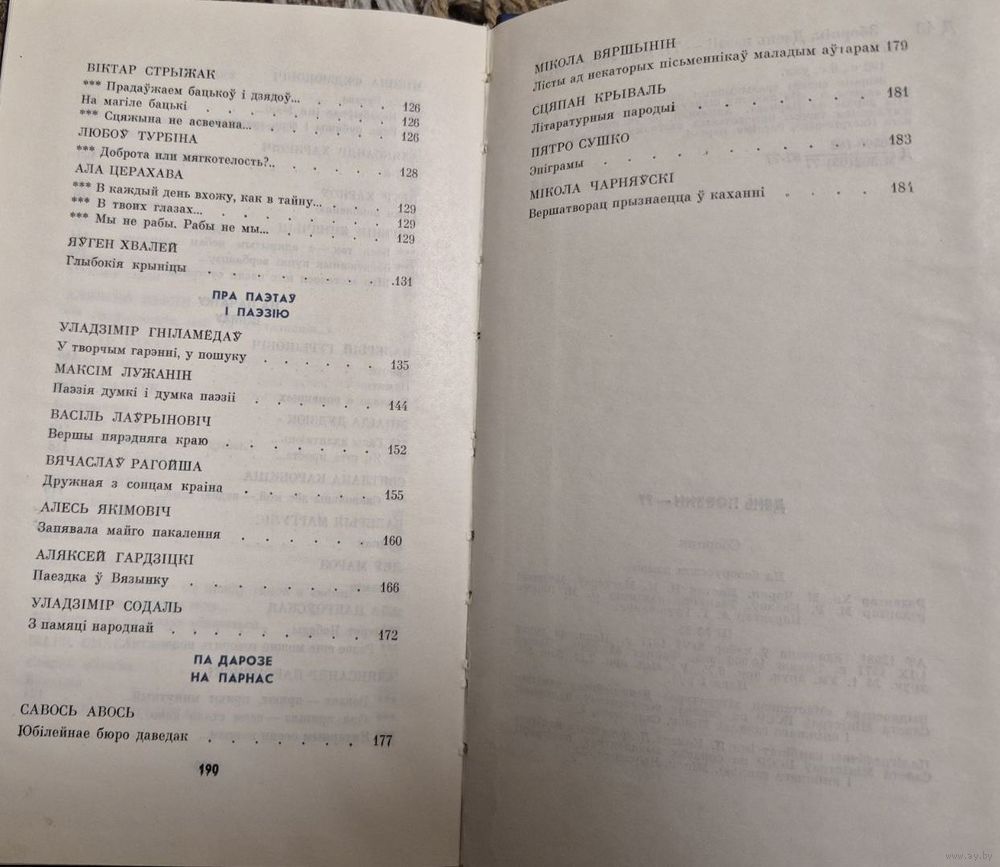 ВІКТАР СТРЫЖАК
*** Прадаўжаем бацькоў і дзядоў... . . . 126
На магіле бацькі . . . . . . . 126
*** Сцяжына не асвечана... . . . . . 126
ЛЮБОЎ ТУРБІНА
*** Доброта или мягкотелость?.. . . . . 128
АЛА ЦЕРАХАВА
*** В каждый день вхожу, как в тайну... . . 129
*** В твоих глазах... . . . . . . 129
*** Мы не рабы. Рабы не мы... . . . . 129
ЯЎГЕН ХВАЛЕЙ
Глыбокія крыніцы . . . . . . .131
ПРА ПАЭТАЎ
І ПАЭЗІЮ
УЛАДЗІМІР ГНІЛАМЕДАЎ
У творчым гарэнні, у пошуку . . . . . 135
МАКСІМ ЛУЖАНІН
Паэзія думкі і думка паэзіі . . . . . 144
ВАСІЛЬ ЛАЎРЫНОВІЧ
Вершы пярэдняга краю . . . . . . 152
ВЯЧАСЛАЎ РАГОЙША
Дружная з сонцам краіна . . . . . 155
АЛЕСЬ ЯКІМОВІЧ
Запявала майго пакалення . . . . . 160
АЛЯКСЕЙ ГАРДЗІЦКІ
Паездка ў Вязынку . . . . . . . 166
УЛАДЗІМІР СОДАЛЬ
З памяці народнай . . . . . . . 172
ПА ДАРОЗЕ
НА ПАРНАС
САВОСЬ АВОСЬ
Юбілейнае бюро даведак . . . . . . 177
190
МІКОЛА ВЯРШЫНІН
Лісты ад некаторых пісьменнікаў маладым аўтарам 179
СЦЯПАН КРЫВАЛЬ
Літаратурныя пародыі . . . . . . 181
ПЯТРО СУШКО
Эпіграмы . . . . . . . . 183
МІКОЛА ЧАРНЯЎСКІ
Вершатворац прызнаецца ў каханні . . . . 184
www.ay.by